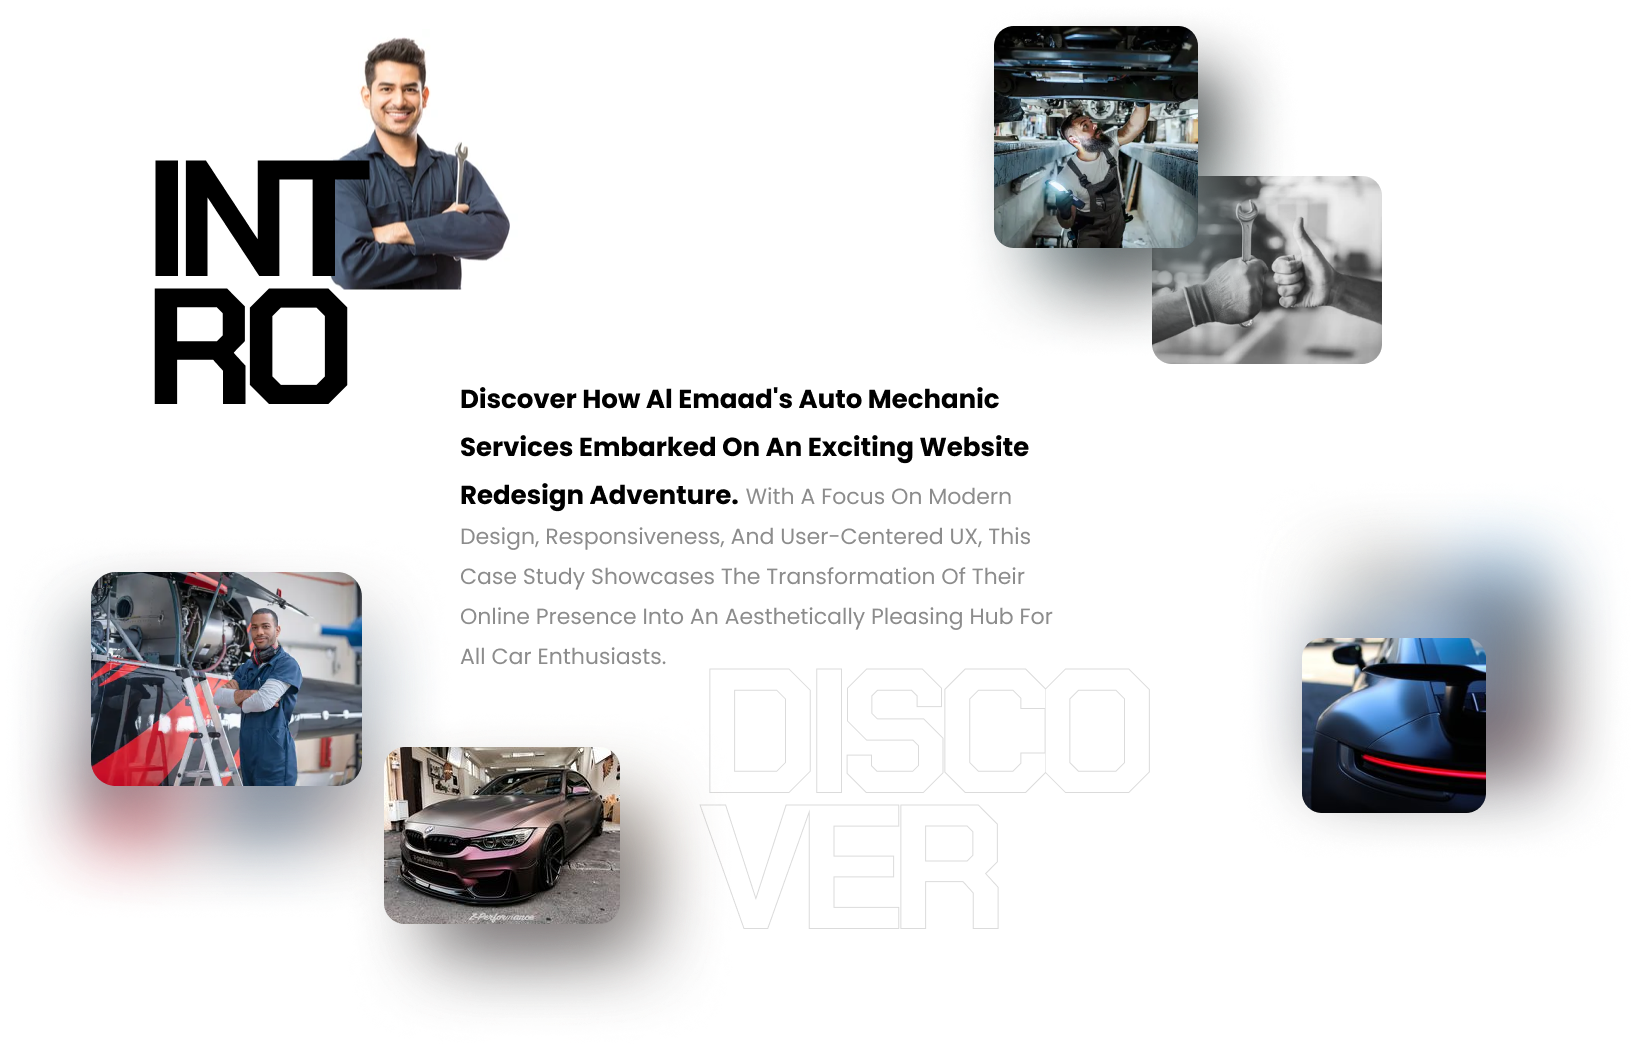 INT
RO
Discover How Al Emaad's Auto Mechanic
Services Embarked On An Exciting Website
Redesign Adventure. With A Focus On Modern
Design, Responsiveness, And User-Centered UX, This
Case Study Showcases The Transformation Of Their
Online Presence Into An Aesthetically Pleasing Hub For
All Car Enthusiasts.
DISCO
VER
Z-Performance